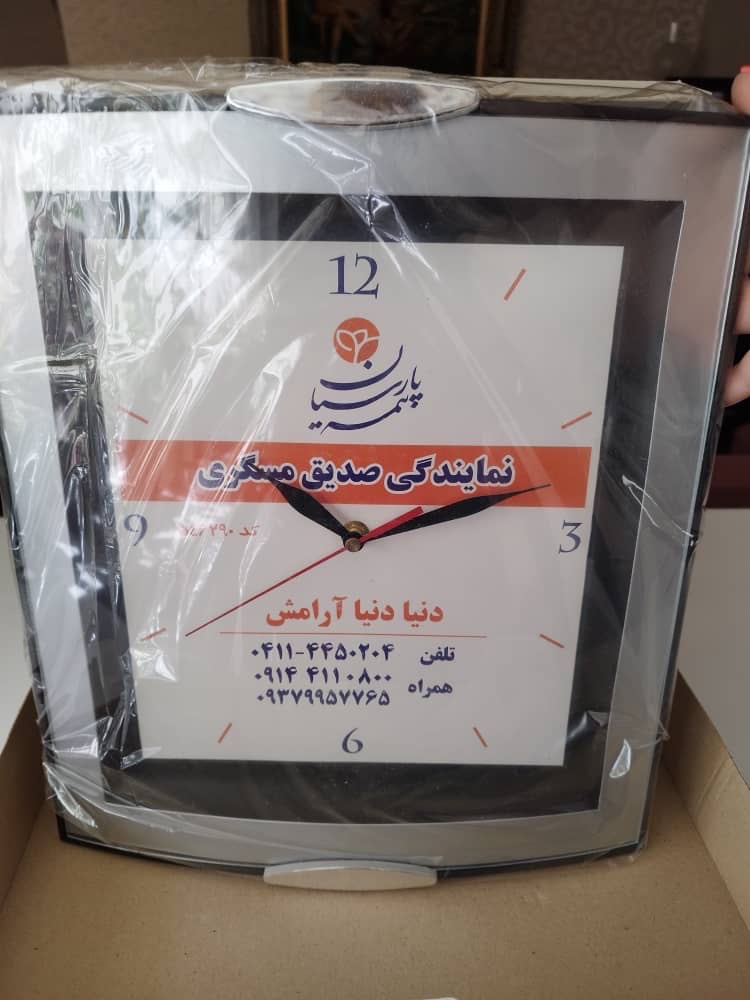 12
بیمه پارسیان
نمایندگی صدیق مسگری
9
3
کد
دنیا دنیا آرامش
تلفن ۰۴۱۱-۴۴۵۰۲۰۴
همراه ۰۹۱۴ ۴۱۱۰۸۰۰
۰۹۳۷۹۹۵۷۷۶۵
6